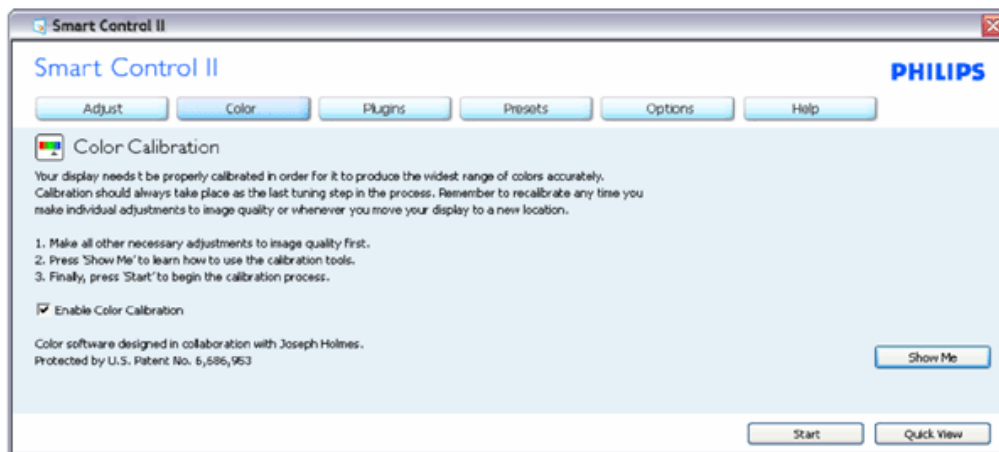 Smart Control II
Smart Control II
PHILIPS
Adjust Color Plugins Presets Options Help
Color Calibration
Your display needs t be properly calibrated in order for it to produce the widest range of colors accurately.
Calibration should always take place as the last tuning step in the process. Remember to recalibrate any time you
make individual adjustments to image quality or whenever you move your display to a new location.
1. Make all other necessary adjustments to image quality first.
2. Press 'Show Me' to learn how to use the calibration tools.
3. Finally, press 'Start' to begin the calibration process.
Enable Color Calibration
Color software designed in collaboration with Joseph Holmes.
Protected by U.S. Patent No. 6,686,953
Show Me
Start Quick View